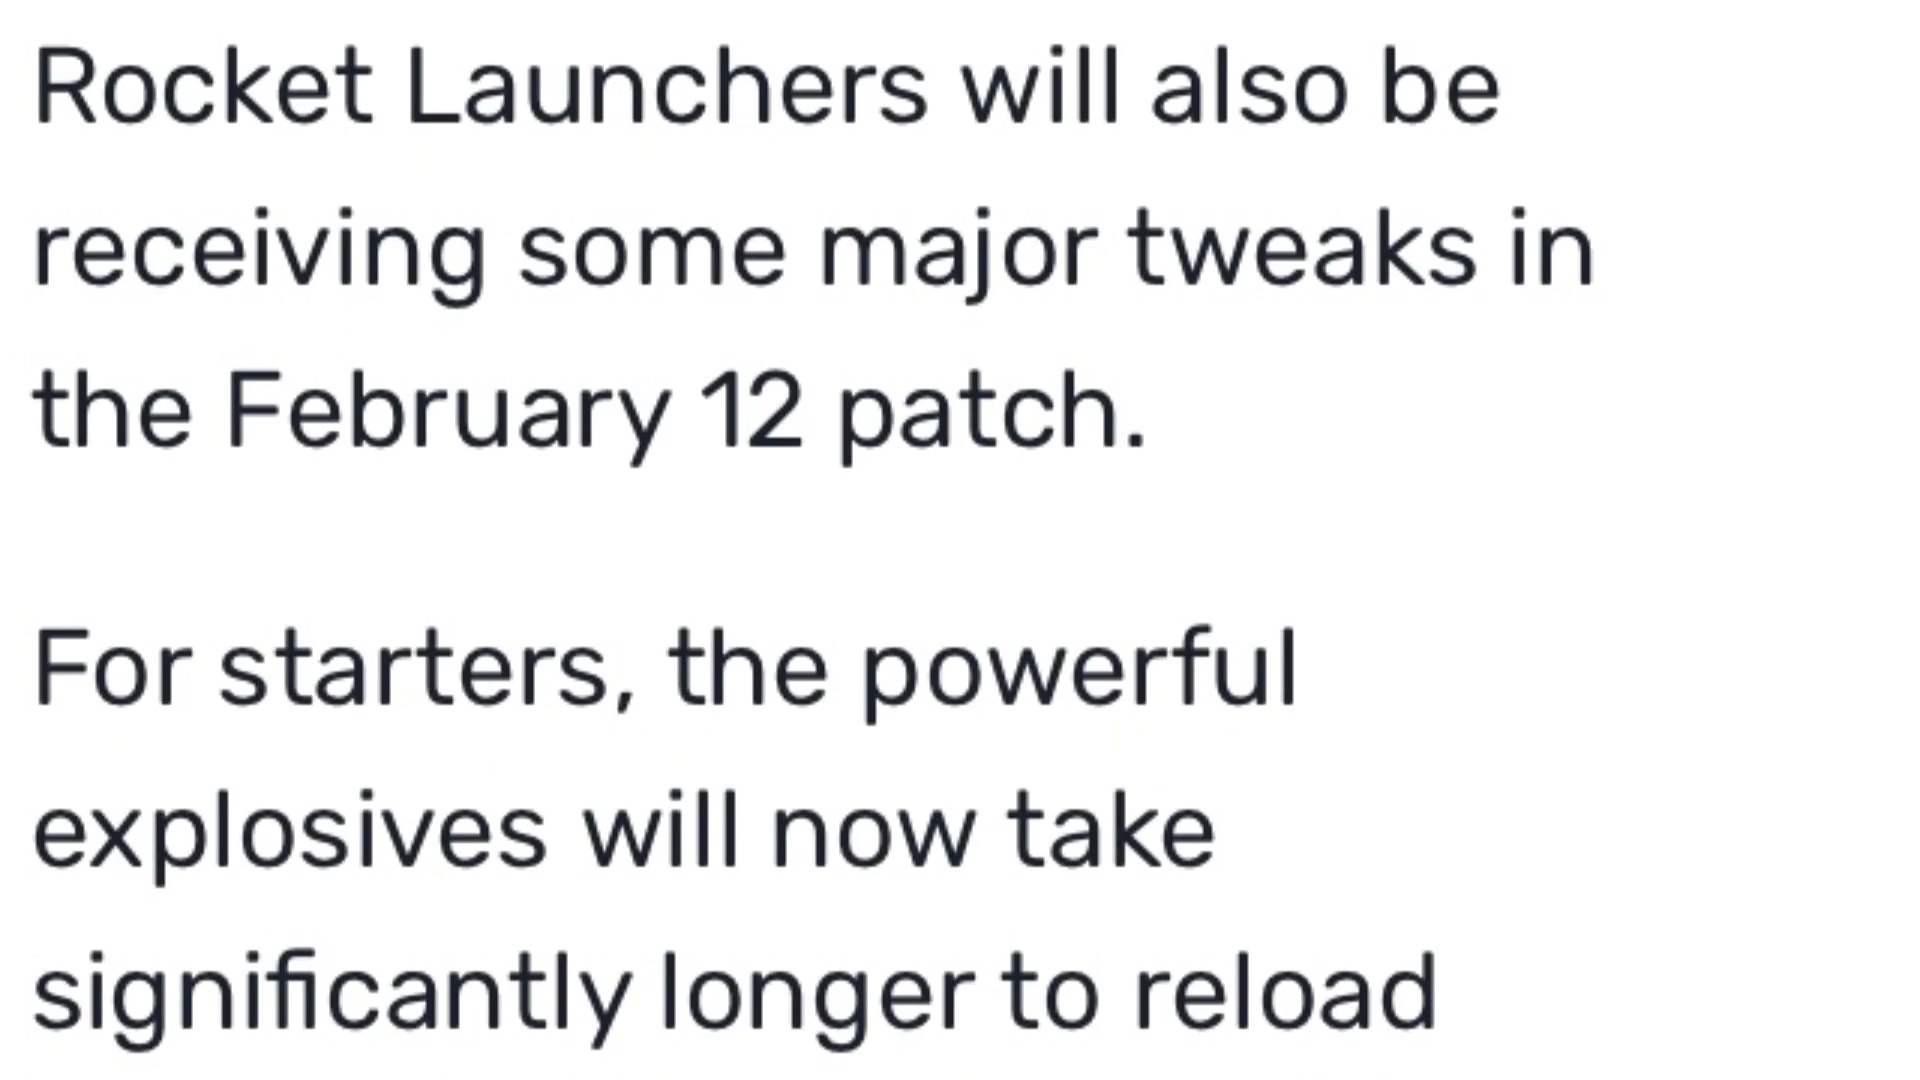 Rocket Launchers will also be
receiving some major tweaks in
the February 12 patch.
For starters, the powerful
explosives will now take
significantly longer to reload